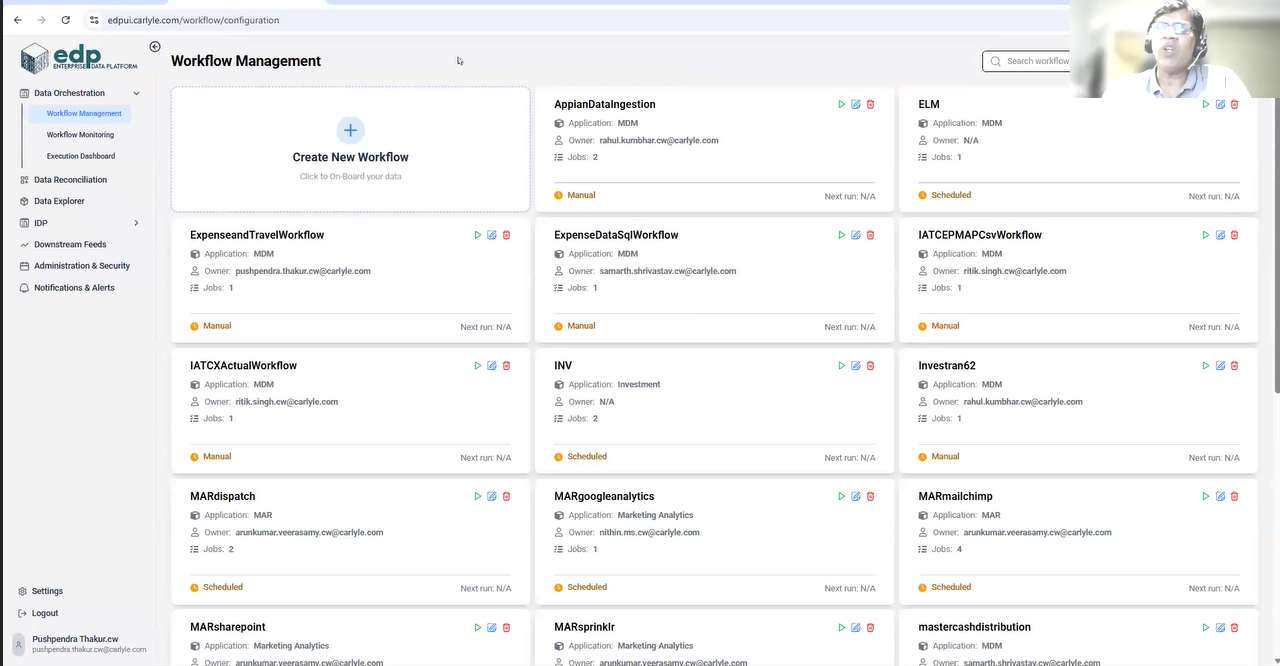 edpui.carlyle.com/workflow/configuration
edp
ENTERPRISE DATA PLATFORM
Data Orchestration
Workflow Management
Workflow Monitoring
Execution Dashboard
Data Reconciliation
Data Explorer
IDP
Downstream Feeds
Administration & Security
Notifications & Alerts
Settings
Logout
Pushpendra Thakur.cw
pushpendra.thakur.cw@carlyle.com
Workflow Management
Search workflow
Create New Workflow
Click to On-Board your data
AppianDataIngestion
Application: MDM
Owner: rahul.kumbhar.cw@carlyle.com
Jobs: 2
Manual
Next run: N/A
ELM
Application: MDM
Owner: N/A
Jobs: 1
Scheduled
Next run: N/A
ExpenseandTravelWorkflow
Application: MDM
Owner: pushpendra.thakur.cw@carlyle.com
Jobs: 1
Manual
Next run: N/A
ExpenseDataSqlWorkflow
Application: MDM
Owner: samarth.shrivastav.cw@carlyle.com
Jobs: 1
Manual
Next run: N/A
IATCEPMAPCsvWorkflow
Application: MDM
Owner: ritik.singh.cw@carlyle.com
Jobs: 1
Manual
Next run: N/A
IATCXActualWorkflow
Application: MDM
Owner: ritik.singh.cw@carlyle.com
Jobs: 1
Manual
Next run: N/A
INV
Application: Investment
Owner: N/A
Jobs: 2
Scheduled
Next run: N/A
Investran62
Application: MDM
Owner: rahul.kumbhar.cw@carlyle.com
Jobs: 1
Manual
Next run: N/A
MARdispatch
Application: MAR
Owner: arunkumar.veerasamy.cw@carlyle.com
Jobs: 2
Scheduled
Next run: N/A
MARgoogleanalytics
Application: Marketing Analytics
Owner: nithin.ms.cw@carlyle.com
Jobs: 1
Scheduled
Next run: N/A
MARmailchimp
Application: MAR
Owner: arunkumar.veerasamy.cw@carlyle.com
Jobs: 4
Scheduled
Next run: N/A
MARsharepoint
Application: Marketing Analytics
Owner: arunkumar.veerasamy.cw@carlyle.com
MARsprinklr
Application: Marketing Analytics
Owner: arunkumar.veerasamy.cw@carlyle.com
mastercashdistribution
Application: MDM
Owner: samarth.shrivastav.cw@carlyle.com